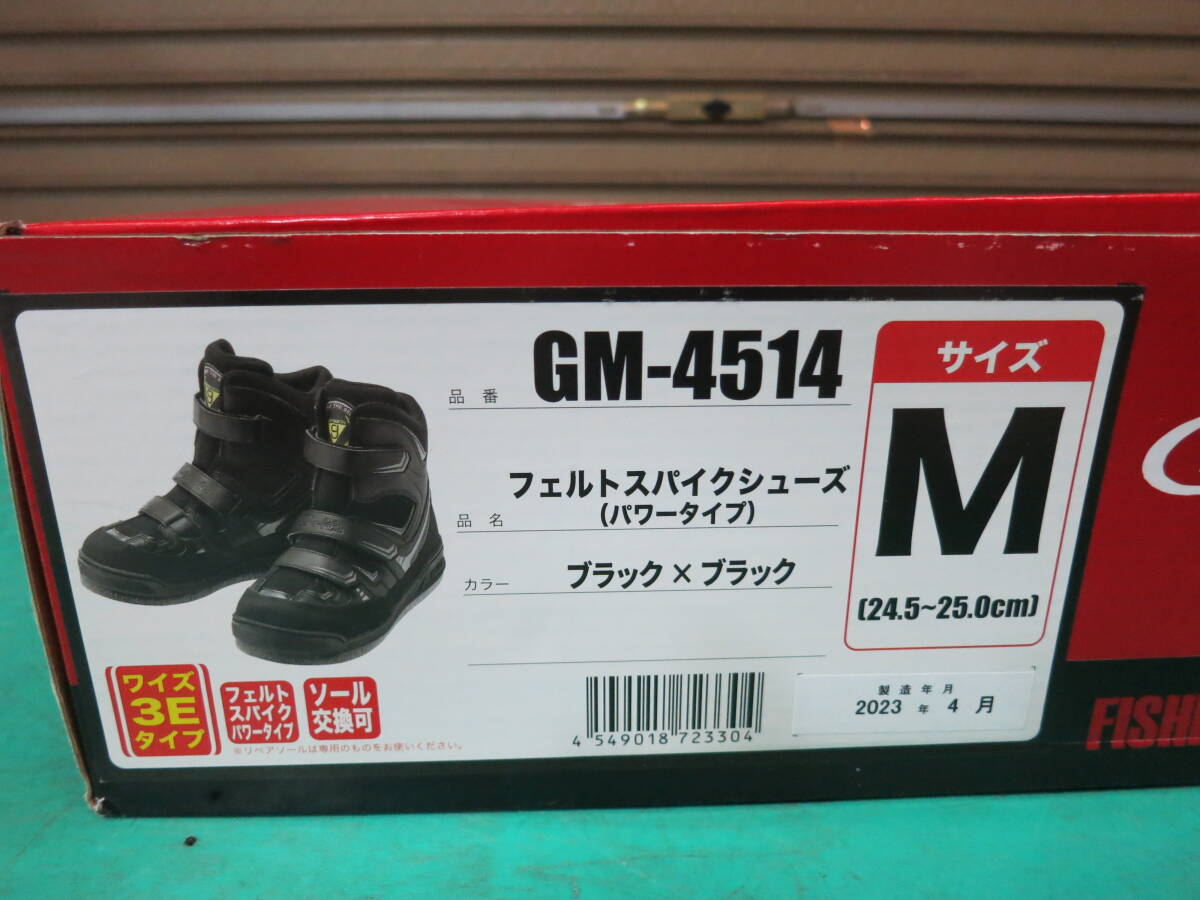 品番 GM-4514
品名 フェルトスパイクシューズ
(パワータイプ)
カラー ブラック×ブラック
サイズ
M
(24.5~25.0cm)
ワイズ
3E
タイプ
フェルト
スパイク
パワータイプ
ソール
交換可
※リペアソールは専用のものをお使いください。
4 549018 723304
製造年月
2023 年 4 月